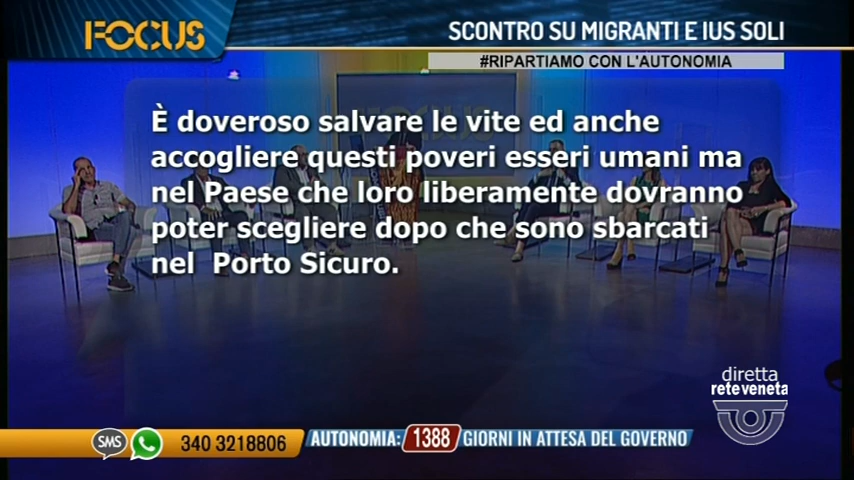 FOCUS
SCONTRO SU MIGRANTI E IUS SOLI
#RIPARTIAMO CON L'AUTONOMIA
È doveroso salvare le vite ed anche
accogliere questi poveri esseri umani ma
nel Paese che loro liberamente dovranno
poter scegliere dopo che sono sbarcati
nel Porto Sicuro.
diretta
reteveneta
SMS 340 3218806
AUTONOMIA: 1388 GIORNI IN ATTESA DEL GOVERNO